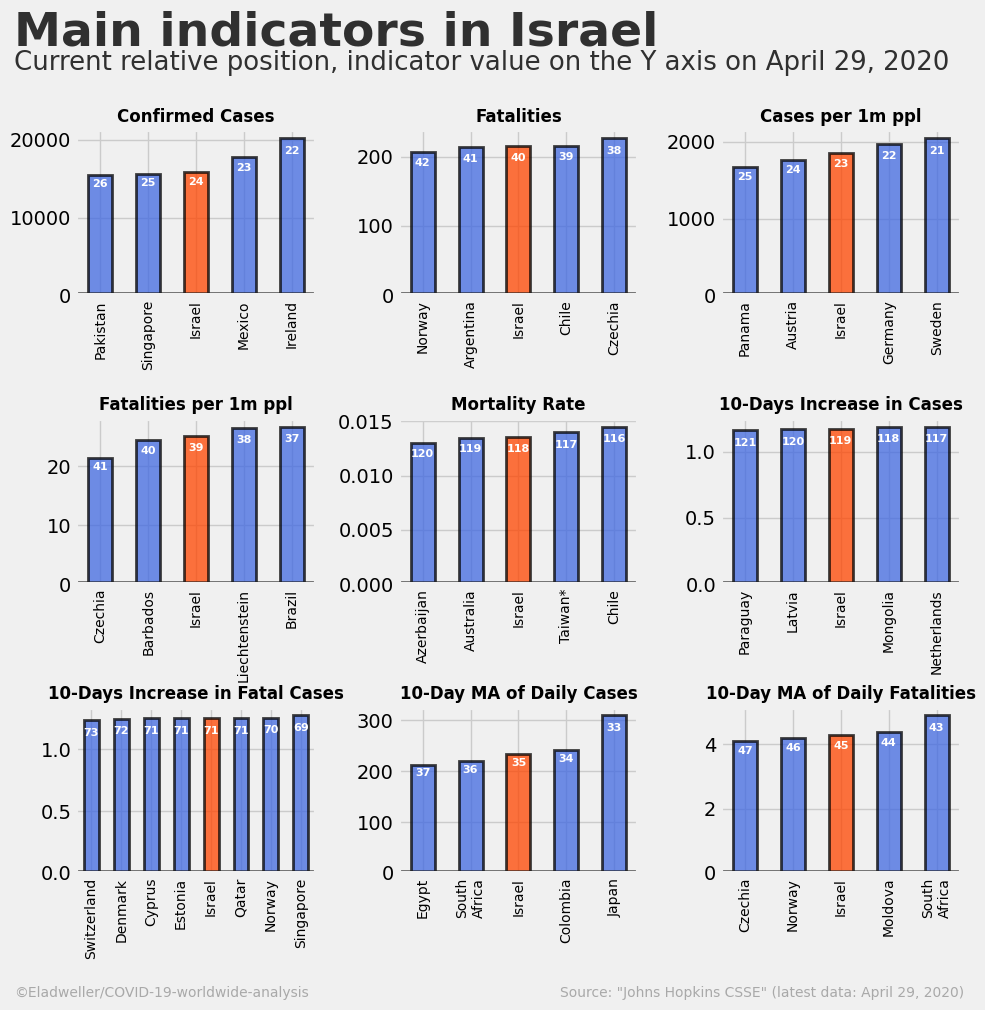 Main indicators in Israel
Current relative position, indicator value on the Y axis on April 29, 2020
Confirmed Cases
20000
10000
0
26
25
24
23
22
Pakistan
Singapore
Israel
Mexico
Ireland
Fatalities
200
100
0
42
41
40
39
38
Norway
Argentina
Israel
Chile
Czechia
Cases per 1m ppl
2000
1000
0
25
24
23
22
21
Panama
Austria
Israel
Germany
Sweden
Fatalities per 1m ppl
20
10
0
41
40
39
38
37
Czechia
Barbados
Israel
Liechtenstein
Brazil
Mortality Rate
0.015
0.010
0.005
0.000
120
119
118
117
116
Azerbaijan
Australia
Israel
Taiwan*
Chile
10-Days Increase in Cases
1.0
0.5
0.0
121
120
119
118
117
Paraguay
Latvia
Israel
Mongolia
Netherlands
10-Days Increase in Fatal Cases
1.0
0.5
0.0
73
72
71
71
71
71
70
69
Switzerland
Denmark
Cyprus
Estonia
Israel
Qatar
Norway
Singapore
10-Day MA of Daily Cases
300
200
100
0
37
36
35
34
33
Egypt
South
Africa
Israel
Colombia
Japan
10-Day MA of Daily Fatalities
4
2
0
47
46
45
44
43
Czechia
Norway
Israel
Moldova
South
Africa
©Eladweller/COVID-19-worldwide-analysis
Source: "Johns Hopkins CSSE" (latest data: April 29, 2020)